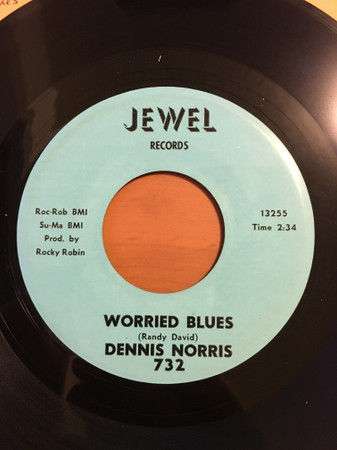 JEWEL
RECORDS
Roc-Rob BMI
Su-Ma BMI
Prod. by
Rocky Robin
13255
Time 2:34
WORRIED BLUES
(Randy David)
DENNIS NORRIS
732